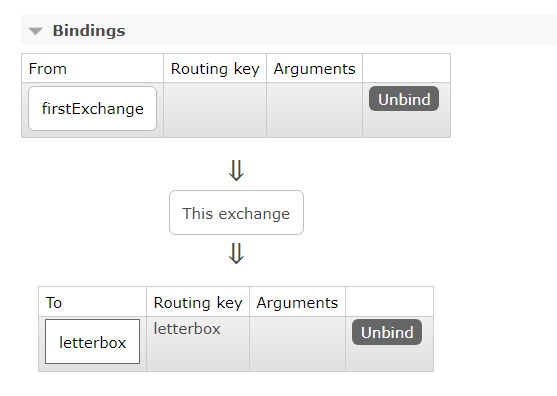 Bindings
From Routing key Arguments
firstExchange Unbind
⇓
This exchange
⇓
To Routing key Arguments
letterbox letterbox Unbind